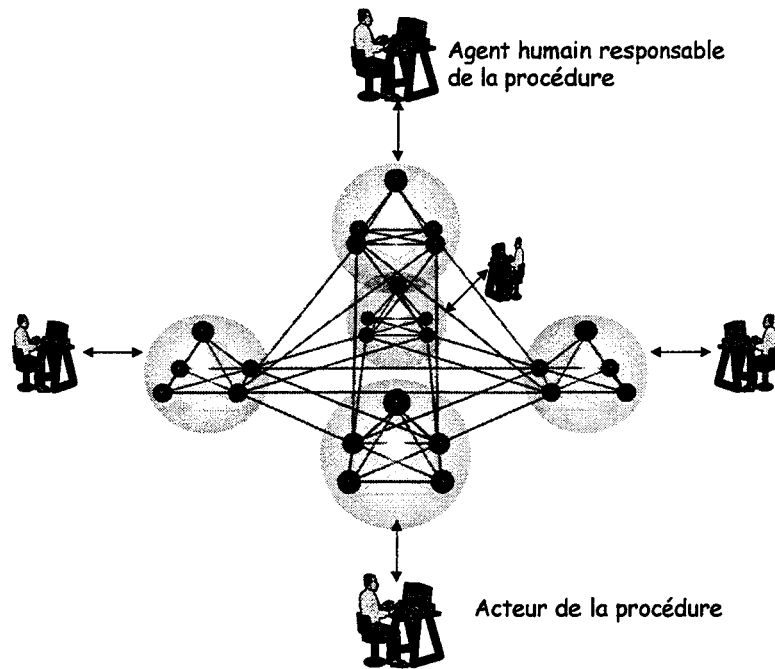 Agent humain responsable
de la procédure
Acteur de la procédure